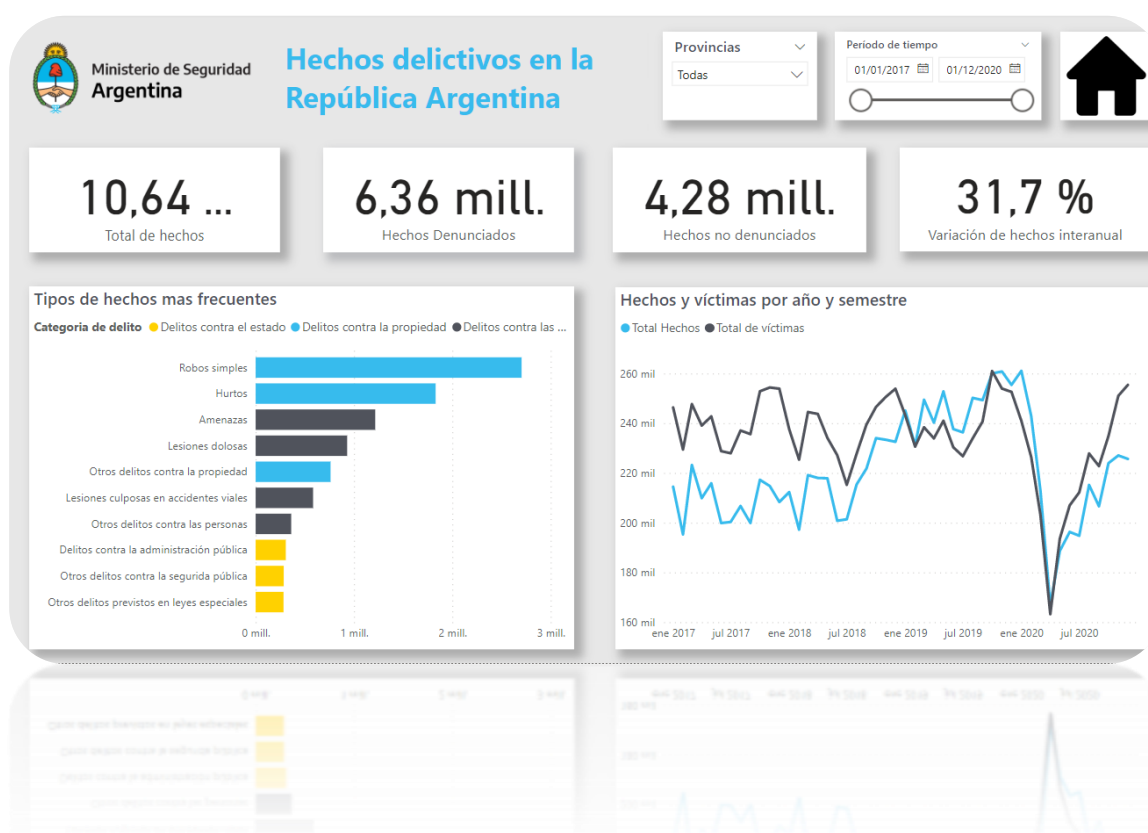 Ministerio de Seguridad
Argentina
Hechos delictivos en la
República Argentina
Provincias
Todas
Período de tiempo
01/01/2017 01/12/2020
10,64 ...
Total de hechos
6,36 mill.
Hechos Denunciados
4,28 mill.
Hechos no denunciados
31,7 %
Variación de hechos interanual
Tipos de hechos mas frecuentes
Categoria de delito Delitos contra el estado Delitos contra la propiedad Delitos contra las ...
Robos simples
Hurtos
Amenazas
Lesiones dolosas
Otros delitos contra la propiedad
Lesiones culposas en accidentes viales
Otros delitos contra las personas
Delitos contra la administración pública
Otros delitos contra la segurida pública
Otros delitos previstos en leyes especiales
0 mill. 1 mill. 2 mill. 3 mill.
Hechos y víctimas por año y semestre
Total Hechos Total de víctimas
260 mil
240 mil
220 mil
200 mil
180 mil
160 mil
ene 2017 jul 2017 ene 2018 jul 2018 ene 2019 jul 2019 ene 2020 jul 2020